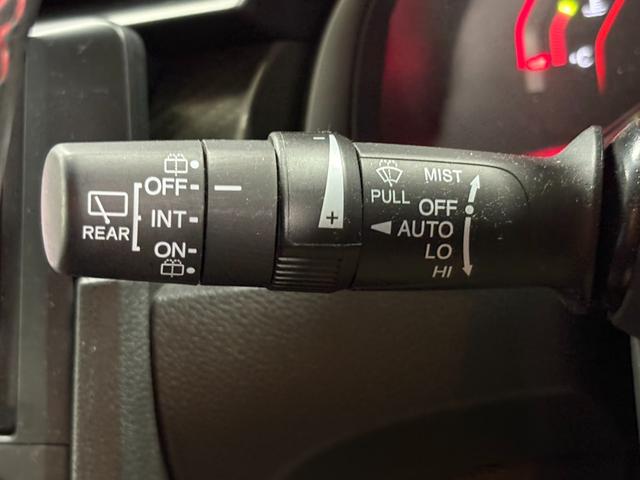 OFF
INT
ON
REAR
-
+
PULL
MIST
OFF
AUTO
LO
HI